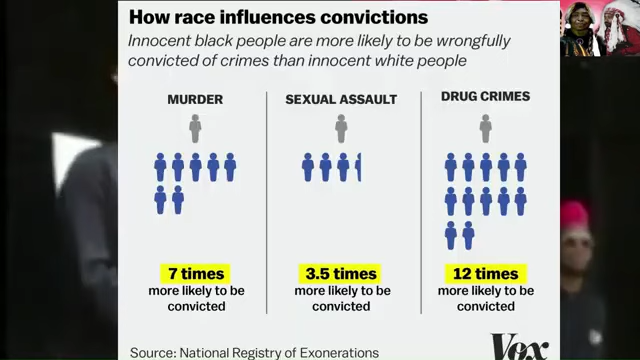 How race influences convictions
Innocent black people are more likely to be wrongfully
convicted of crimes than innocent white people
MURDER
7 times
more likely to be
convicted
SEXUAL ASSAULT
3.5 times
more likely to be
convicted
DRUG CRIMES
12 times
more likely to be
convicted
Source: National Registry of Exonerations
Vox